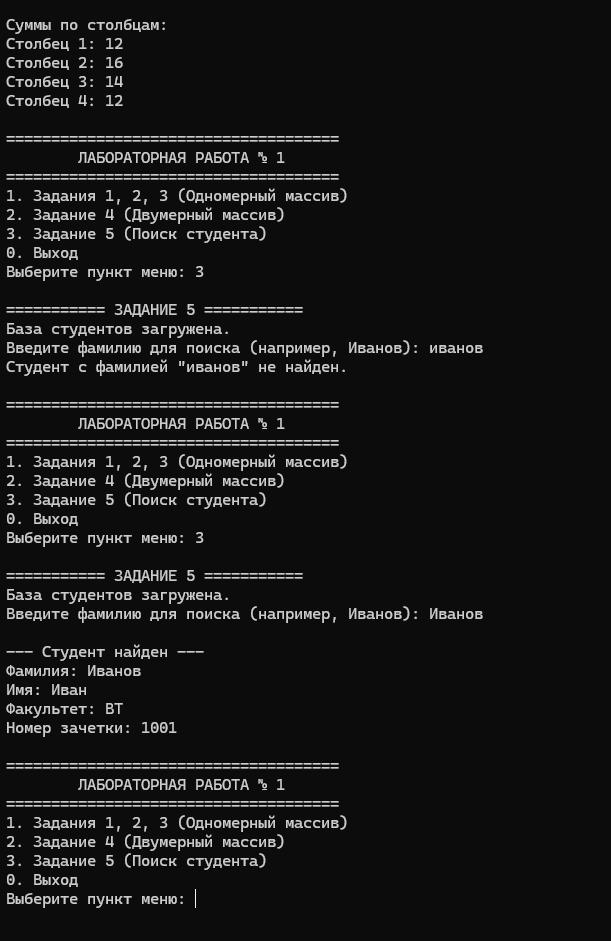 Суммы по столбцам:
Столбец 1: 12
Столбец 2: 16
Столбец 3: 14
Столбец 4: 12
=====================================
ЛАБОРАТОРНАЯ РАБОТА № 1
=====================================
1. Задания 1, 2, 3 (Одномерный массив)
2. Задание 4 (Двумерный массив)
3. Задание 5 (Поиск студента)
0. Выход
Выберите пункт меню: 3
=========== ЗАДАНИЕ 5 ===========
База студентов загружена.
Введите фамилию для поиска (например, Иванов): иванов
Студент с фамилией "иванов" не найден.
=====================================
ЛАБОРАТОРНАЯ РАБОТА № 1
=====================================
1. Задания 1, 2, 3 (Одномерный массив)
2. Задание 4 (Двумерный массив)
3. Задание 5 (Поиск студента)
0. Выход
Выберите пункт меню: 3
=========== ЗАДАНИЕ 5 ===========
База студентов загружена.
Введите фамилию для поиска (например, Иванов): Иванов
--- Студент найден ---
Фамилия: Иванов
Имя: Иван
Факультет: ВТ
Номер зачетки: 1001
=====================================
ЛАБОРАТОРНАЯ РАБОТА № 1
=====================================
1. Задания 1, 2, 3 (Одномерный массив)
2. Задание 4 (Двумерный массив)
3. Задание 5 (Поиск студента)
0. Выход
Выберите пункт меню: